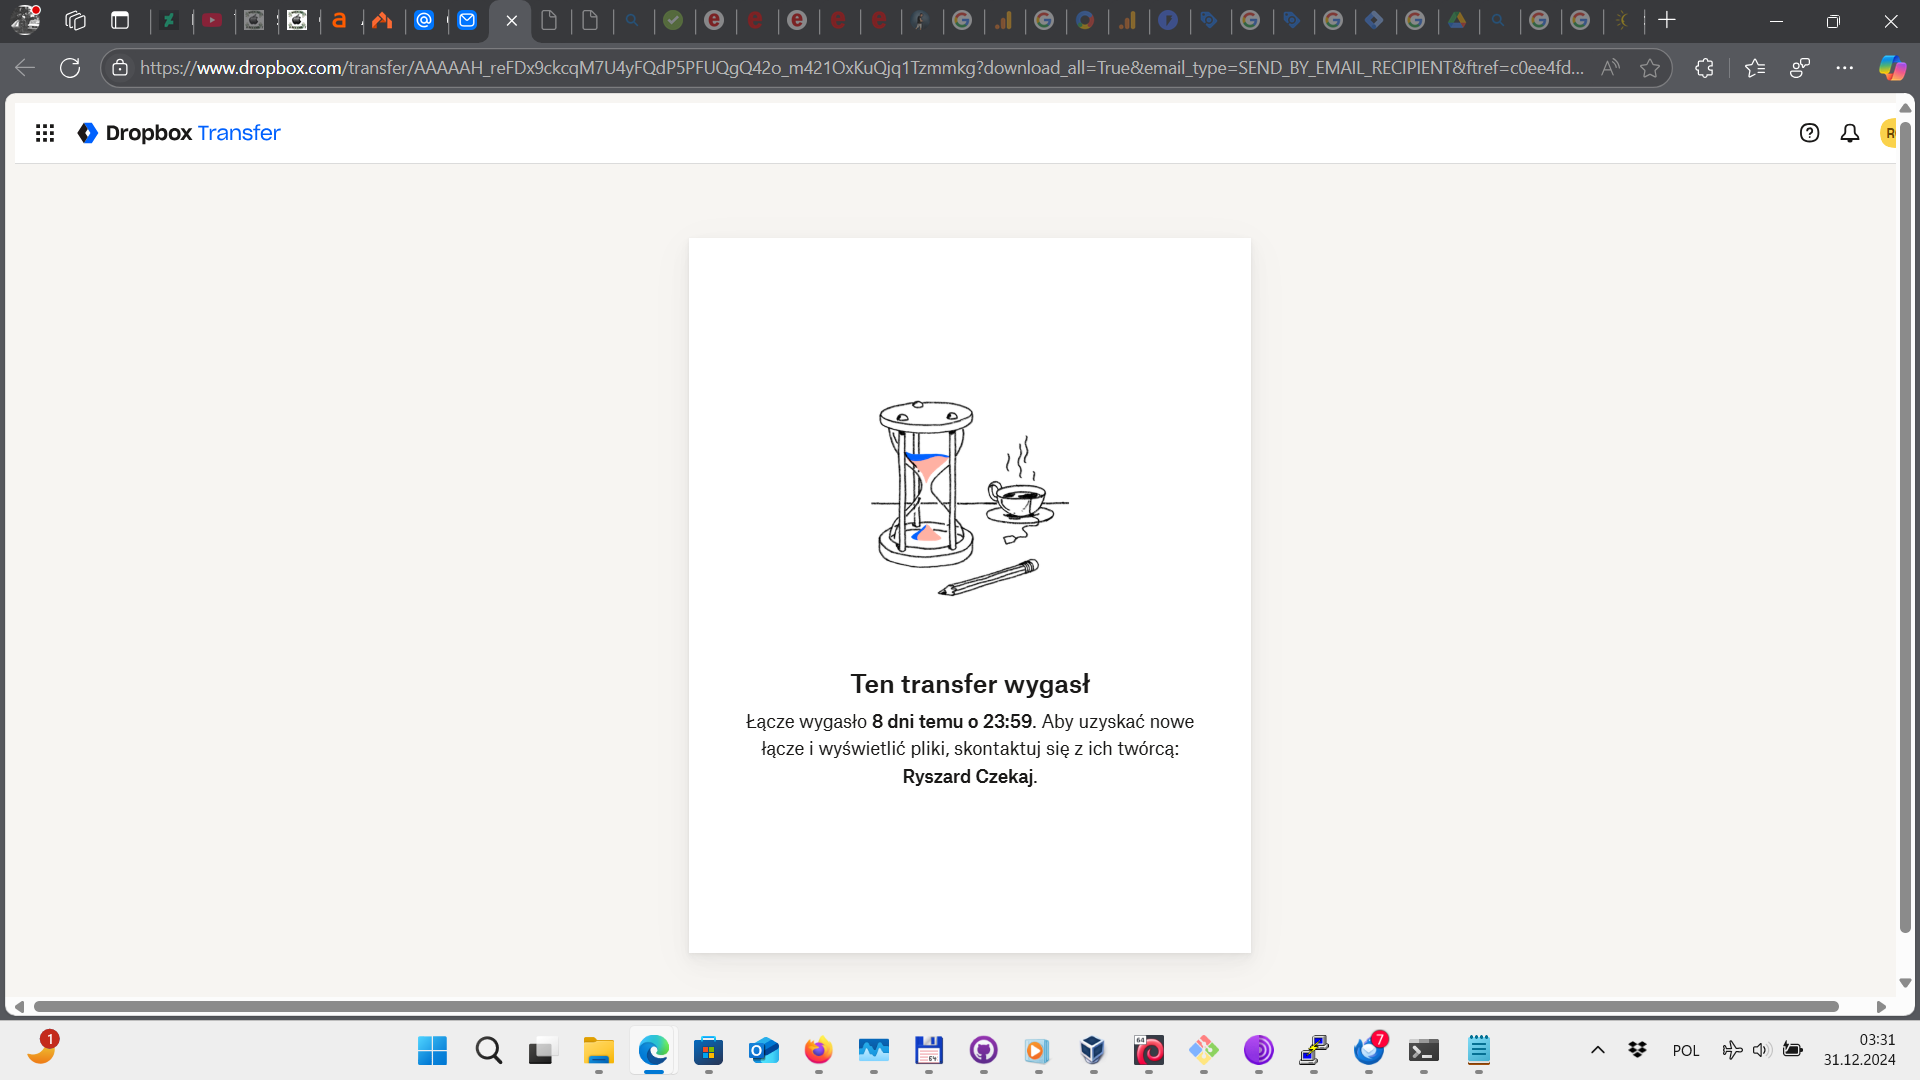 https://www.dropbox.com/transfer/AAAAAH_reFDx9ckcqM7U4yFQdP5PFUQgQ42o_m421OxKuQjq1Tzmmkg?download_all=True&email_type=SEND_BY_EMAIL_RECIPIENT&ftref=c0ee4fd...
Dropbox Transfer
Ten transfer wygasł
Łącze wygasło 8 dni temu o 23:59. Aby uzyskać nowe
łącze i wyświetlić pliki, skontaktuj się z ich twórcą:
Ryszard Czekaj.
1
64
64
7
POL
03:31
31.12.2024